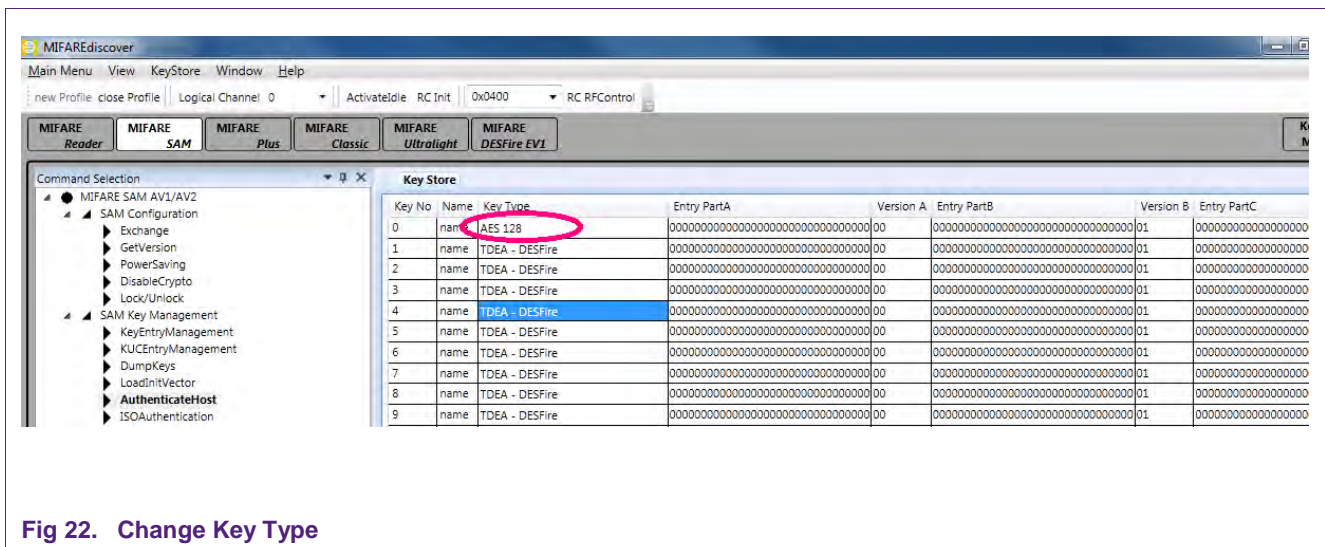 MIFAREdiscover
Main Menu View KeyStore Window Help
new Profile close Profile Logical Channel 0 ActivateIdle RC Init 0x0400 RC RFControl
MIFARE Reader MIFARE SAM MIFARE Plus MIFARE Classic MIFARE Ultralight MIFARE DESFire EV1
Command Selection
MIFARE SAM AV1/AV2
SAM Configuration
Exchange
GetVersion
PowerSaving
DisableCrypto
Lock/Unlock
SAM Key Management
KeyEntryManagement
KUCEntryManagement
DumpKeys
LoadInitVector
AuthenticateHost
ISOAuthentication
Key Store
Key No Name Key Type Entry PartA Version A Entry PartB Version B Entry PartC
0 name AES 128 00000000000000000000000000000000 00 00000000000000000000000000000000 01
1 name TDEA - DESFire 00000000000000000000000000000000 00 00000000000000000000000000000000 01
2 name TDEA - DESFire 00000000000000000000000000000000 00 00000000000000000000000000000000 01
3 name TDEA - DESFire 00000000000000000000000000000000 00 00000000000000000000000000000000 01
4 name TDEA - DESFire 00000000000000000000000000000000 00 00000000000000000000000000000000 01
5 name TDEA - DESFire 00000000000000000000000000000000 00 00000000000000000000000000000000 01
6 name TDEA - DESFire 00000000000000000000000000000000 00 00000000000000000000000000000000 01
7 name TDEA - DESFire 00000000000000000000000000000000 00 00000000000000000000000000000000 01
8 name TDEA - DESFire 00000000000000000000000000000000 00 00000000000000000000000000000000 01
9 name TDEA - DESFire 00000000000000000000000000000000 00 00000000000000000000000000000000 01
Fig 22. Change Key Type